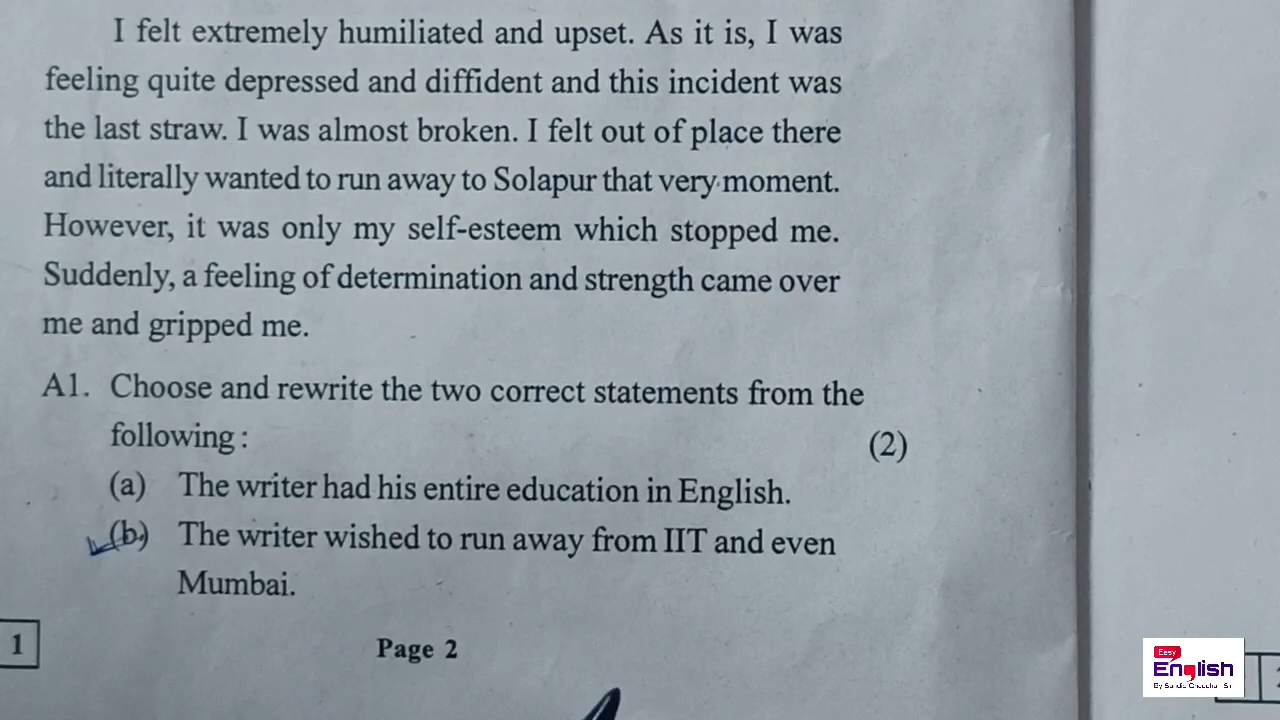 I felt extremely humiliated and upset. As it is, I was
feeling quite depressed and diffident and this incident was
the last straw. I was almost broken. I felt out of place there
and literally wanted to run away to Solapur that very moment.
However, it was only my self-esteem which stopped me.
Suddenly, a feeling of determination and strength came over
me and gripped me.
A1. Choose and rewrite the two correct statements from the
following :
(2)
(a) The writer had his entire education in English.
(b) The writer wished to run away from IIT and even
Mumbai.
1
Page 2
Eesy
English
By